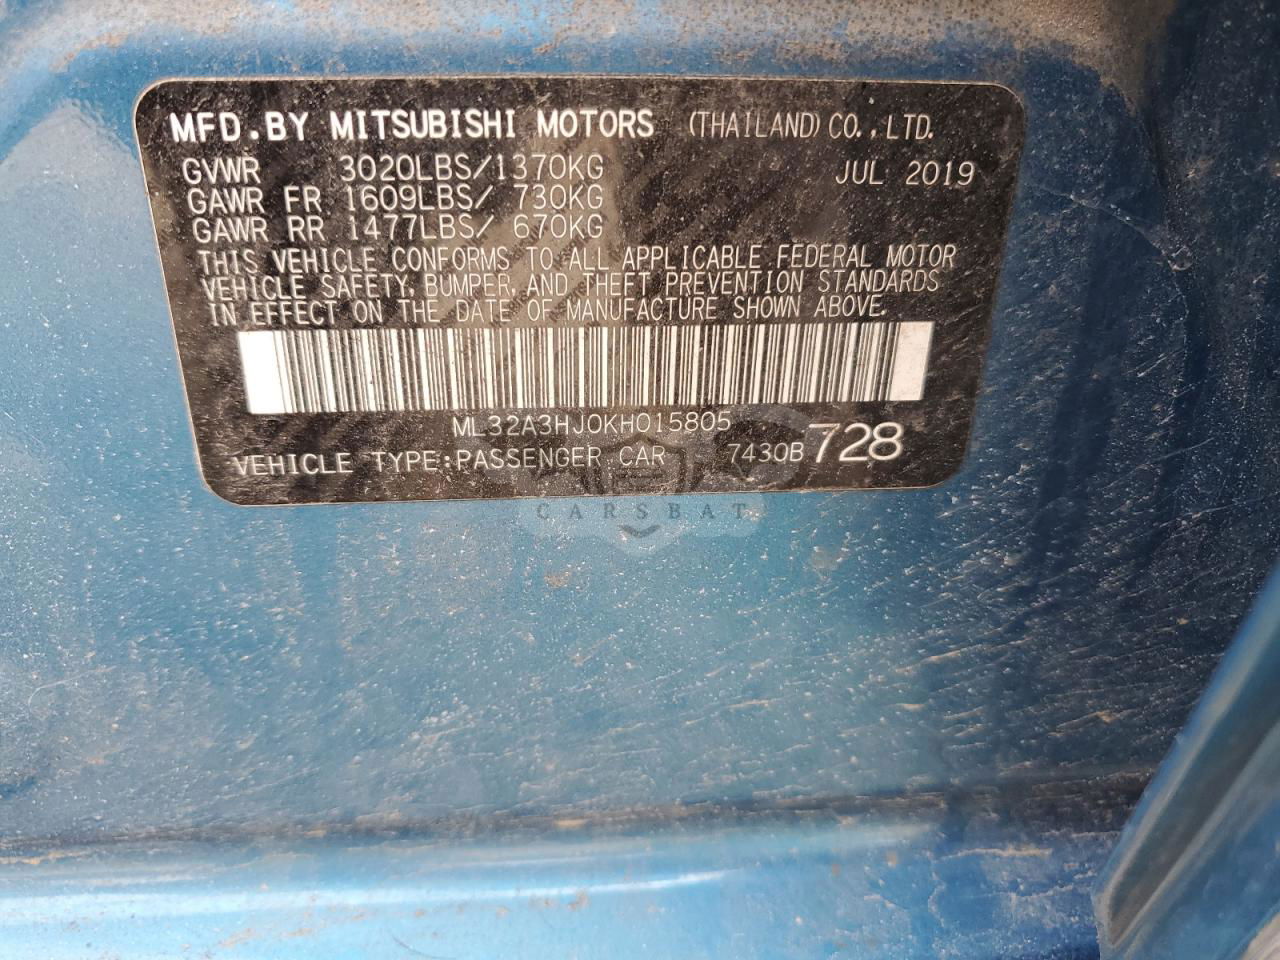 MFD.BY MITSUBISHI MOTORS (THAILAND) CO.,LTD.
GVWR 3020LBS/1370KG JUL 2019
GAWR FR 1609LBS/ 730KG
GAWR RR 1477LBS/ 670KG
THIS VEHICLE CONFORMS TO ALL APPLICABLE FEDERAL MOTOR
VEHICLE SAFETY, BUMPER, AND THEFT PREVENTION STANDARDS
IN EFFECT ON THE DATE OF MANUFACTURE SHOWN ABOVE.
ML32A3HJ0KH015805
VEHICLE TYPE:PASSENGER CAR 7430B 728
CARSBAT